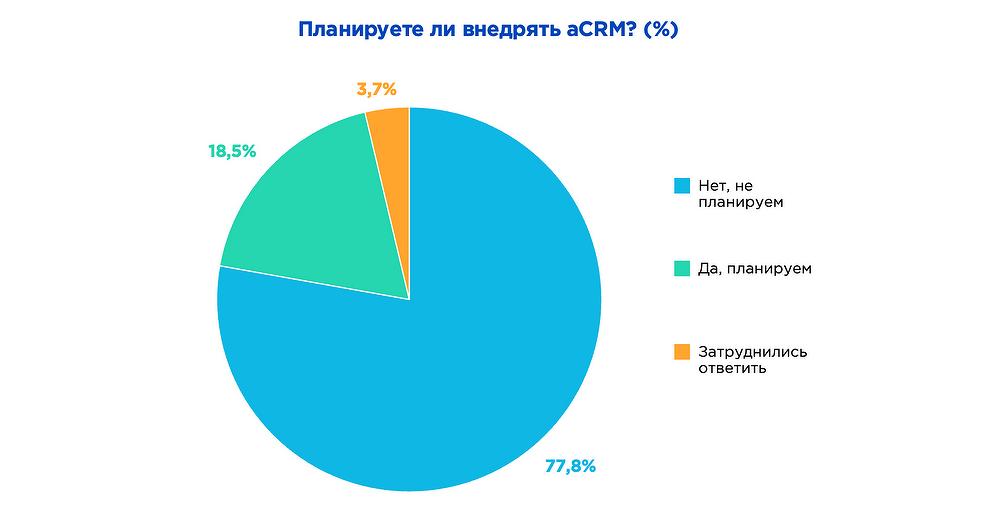 Планируете ли внедрять aCRM? (%)
3,7%
18,5%
Нет, не
планируем
Да, планируем
Затруднились
ответить
77,8%